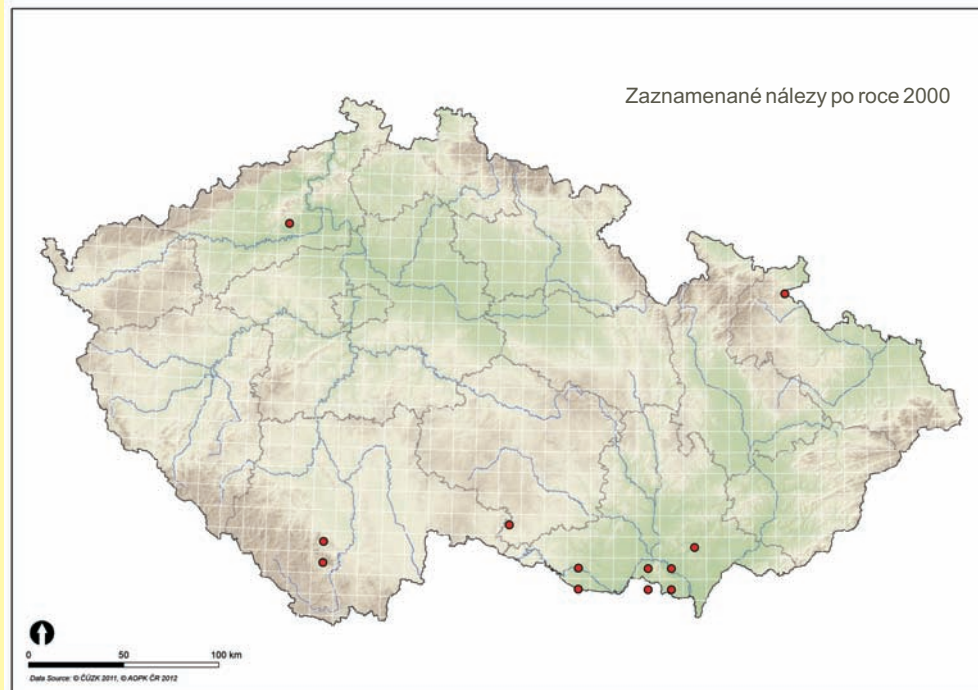 Zaznamenané nálezy po roce 2000
0 50 100 km
Data Source: © ČÚZK 2011, © AOPK ČR 2012